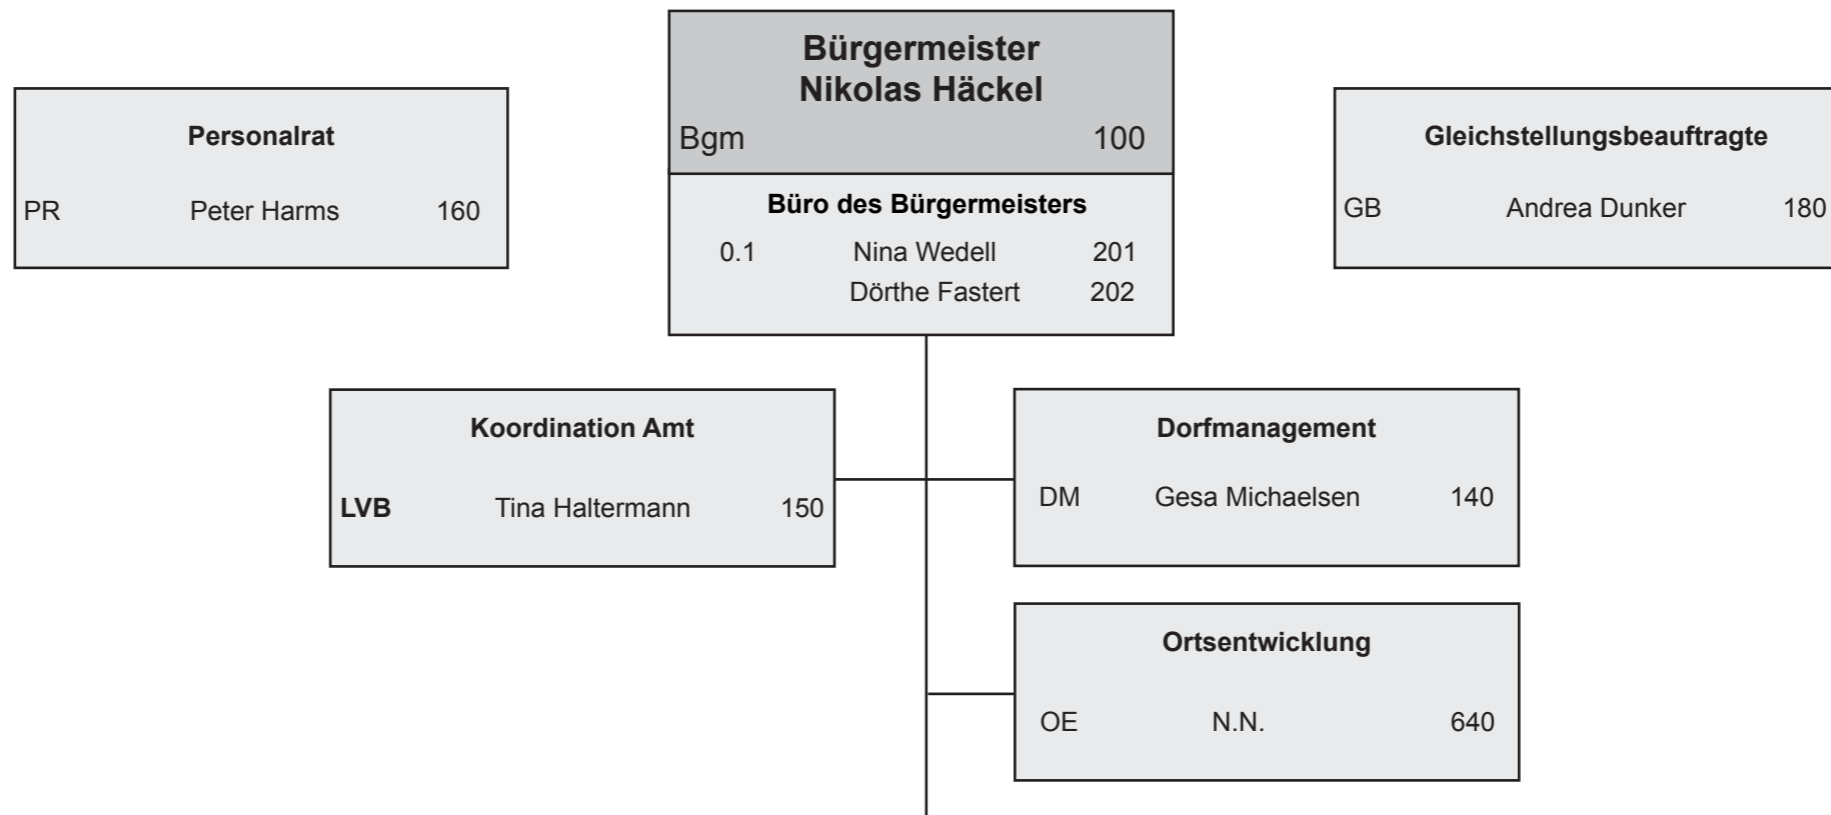 Bürgermeister
Nikolas Häckel
Bgm 100
Büro des Bürgermeisters
0.1 Nina Wedell 201
Dörthe Fastert 202
Personalrat
PR Peter Harms 160
Gleichstellungsbeauftragte
GB Andrea Dunker 180
Koordination Amt
LVB Tina Haltermann 150
Dorfmanagement
DM Gesa Michaelsen 140
Ortsentwicklung
OE N.N. 640